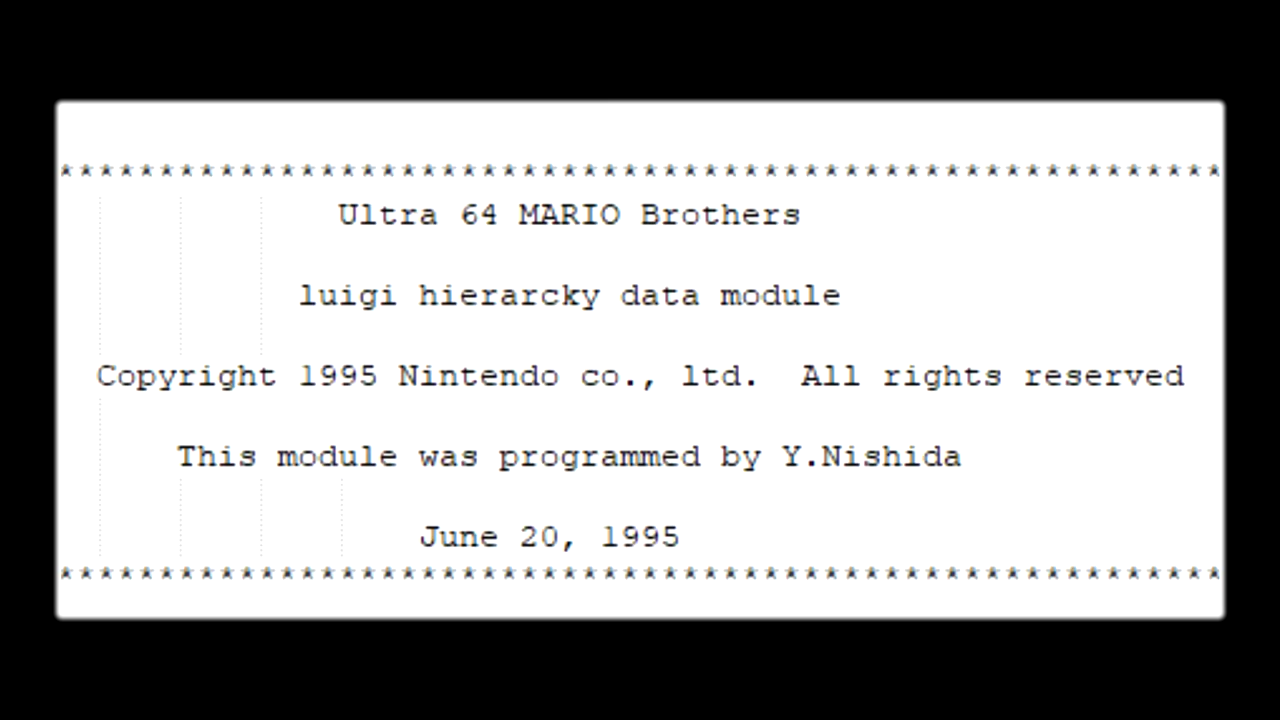 **********************************************************
Ultra 64 MARIO Brothers
luigi hierarcky data module
Copyright 1995 Nintendo co., ltd.  All rights reserved
This module was programmed by Y.Nishida
June 20, 1995
**********************************************************